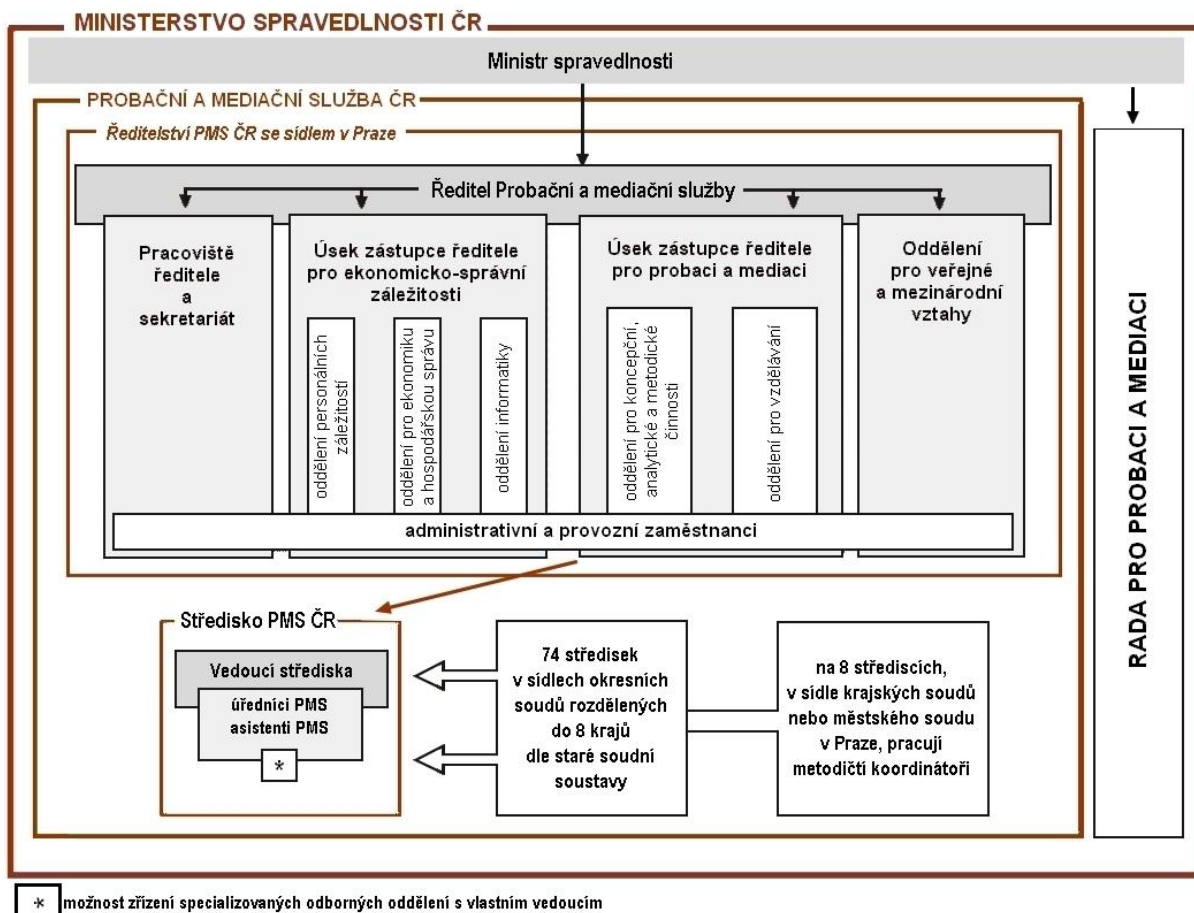 MINISTERSTVO SPRAVEDLNOSTI ČR
Ministr spravedlnosti
PROBAČNÍ A MEDIAČNÍ SLUŽBA ČR
Ředitelství PMS ČR se sídlem v Praze
Ředitel Probační a mediační služby
Pracoviště
ředitele
a
sekretariát
Úsek zástupce ředitele
pro ekonomicko-správní
záležitosti
oddělení personálních
záležitostí
oddělení pro ekonomiku
a hospodářskou správu
oddělení informatiky
Úsek zástupce ředitele
pro probaci a mediaci
oddělení pro koncepční,
analytické a metodické
činnosti
oddělení pro vzdělávání
Oddělení
pro veřejné
a mezinárodní
vztahy
administrativní a provozní zaměstnanci
RADA PRO PROBACI A MEDIACI
Středisko PMS ČR
Vedoucí střediska
úředníci PMS
asistenti PMS
*
74 středisek
v sídlech okresních
soudů rozdělených
do 8 krajů
dle staré soudní
soustavy
na 8 střediscích,
v sídle krajských soudů
nebo městského soudu
v Praze, pracují
metodičtí koordinátoři
* možnost zřízení specializovaných odborných oddělení s vlastním vedoucím